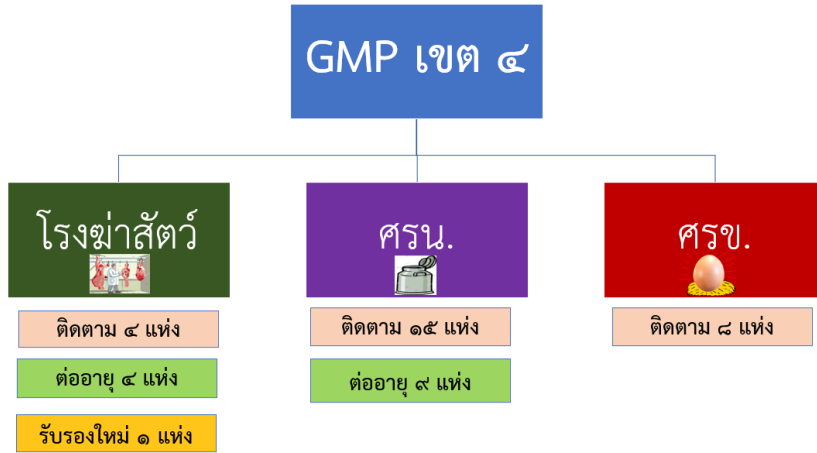 GMP เขต ๔
โรงฆ่าสัตว์
ติดตาม ๔ แห่ง
ต่ออายุ ๔ แห่ง
รับรองใหม่ ๑ แห่ง
ศรน.
ติดตาม ๑๕ แห่ง
ต่ออายุ ๙ แห่ง
ศรข.
ติดตาม ๘ แห่ง